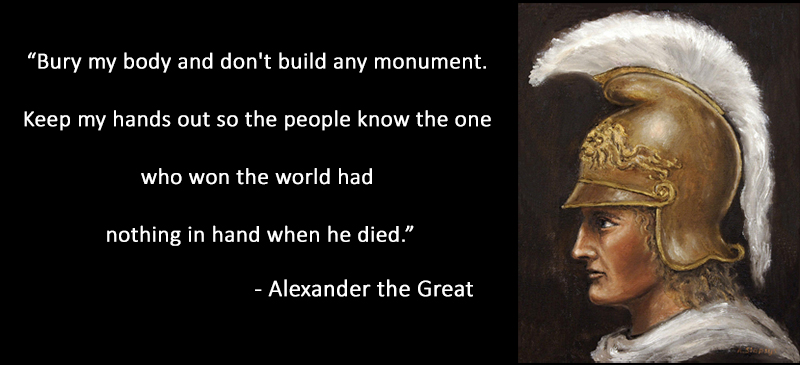 “Bury my body and don't build any monument.
Keep my hands out so the people know the one
who won the world had
nothing in hand when he died.”
- Alexander the Great